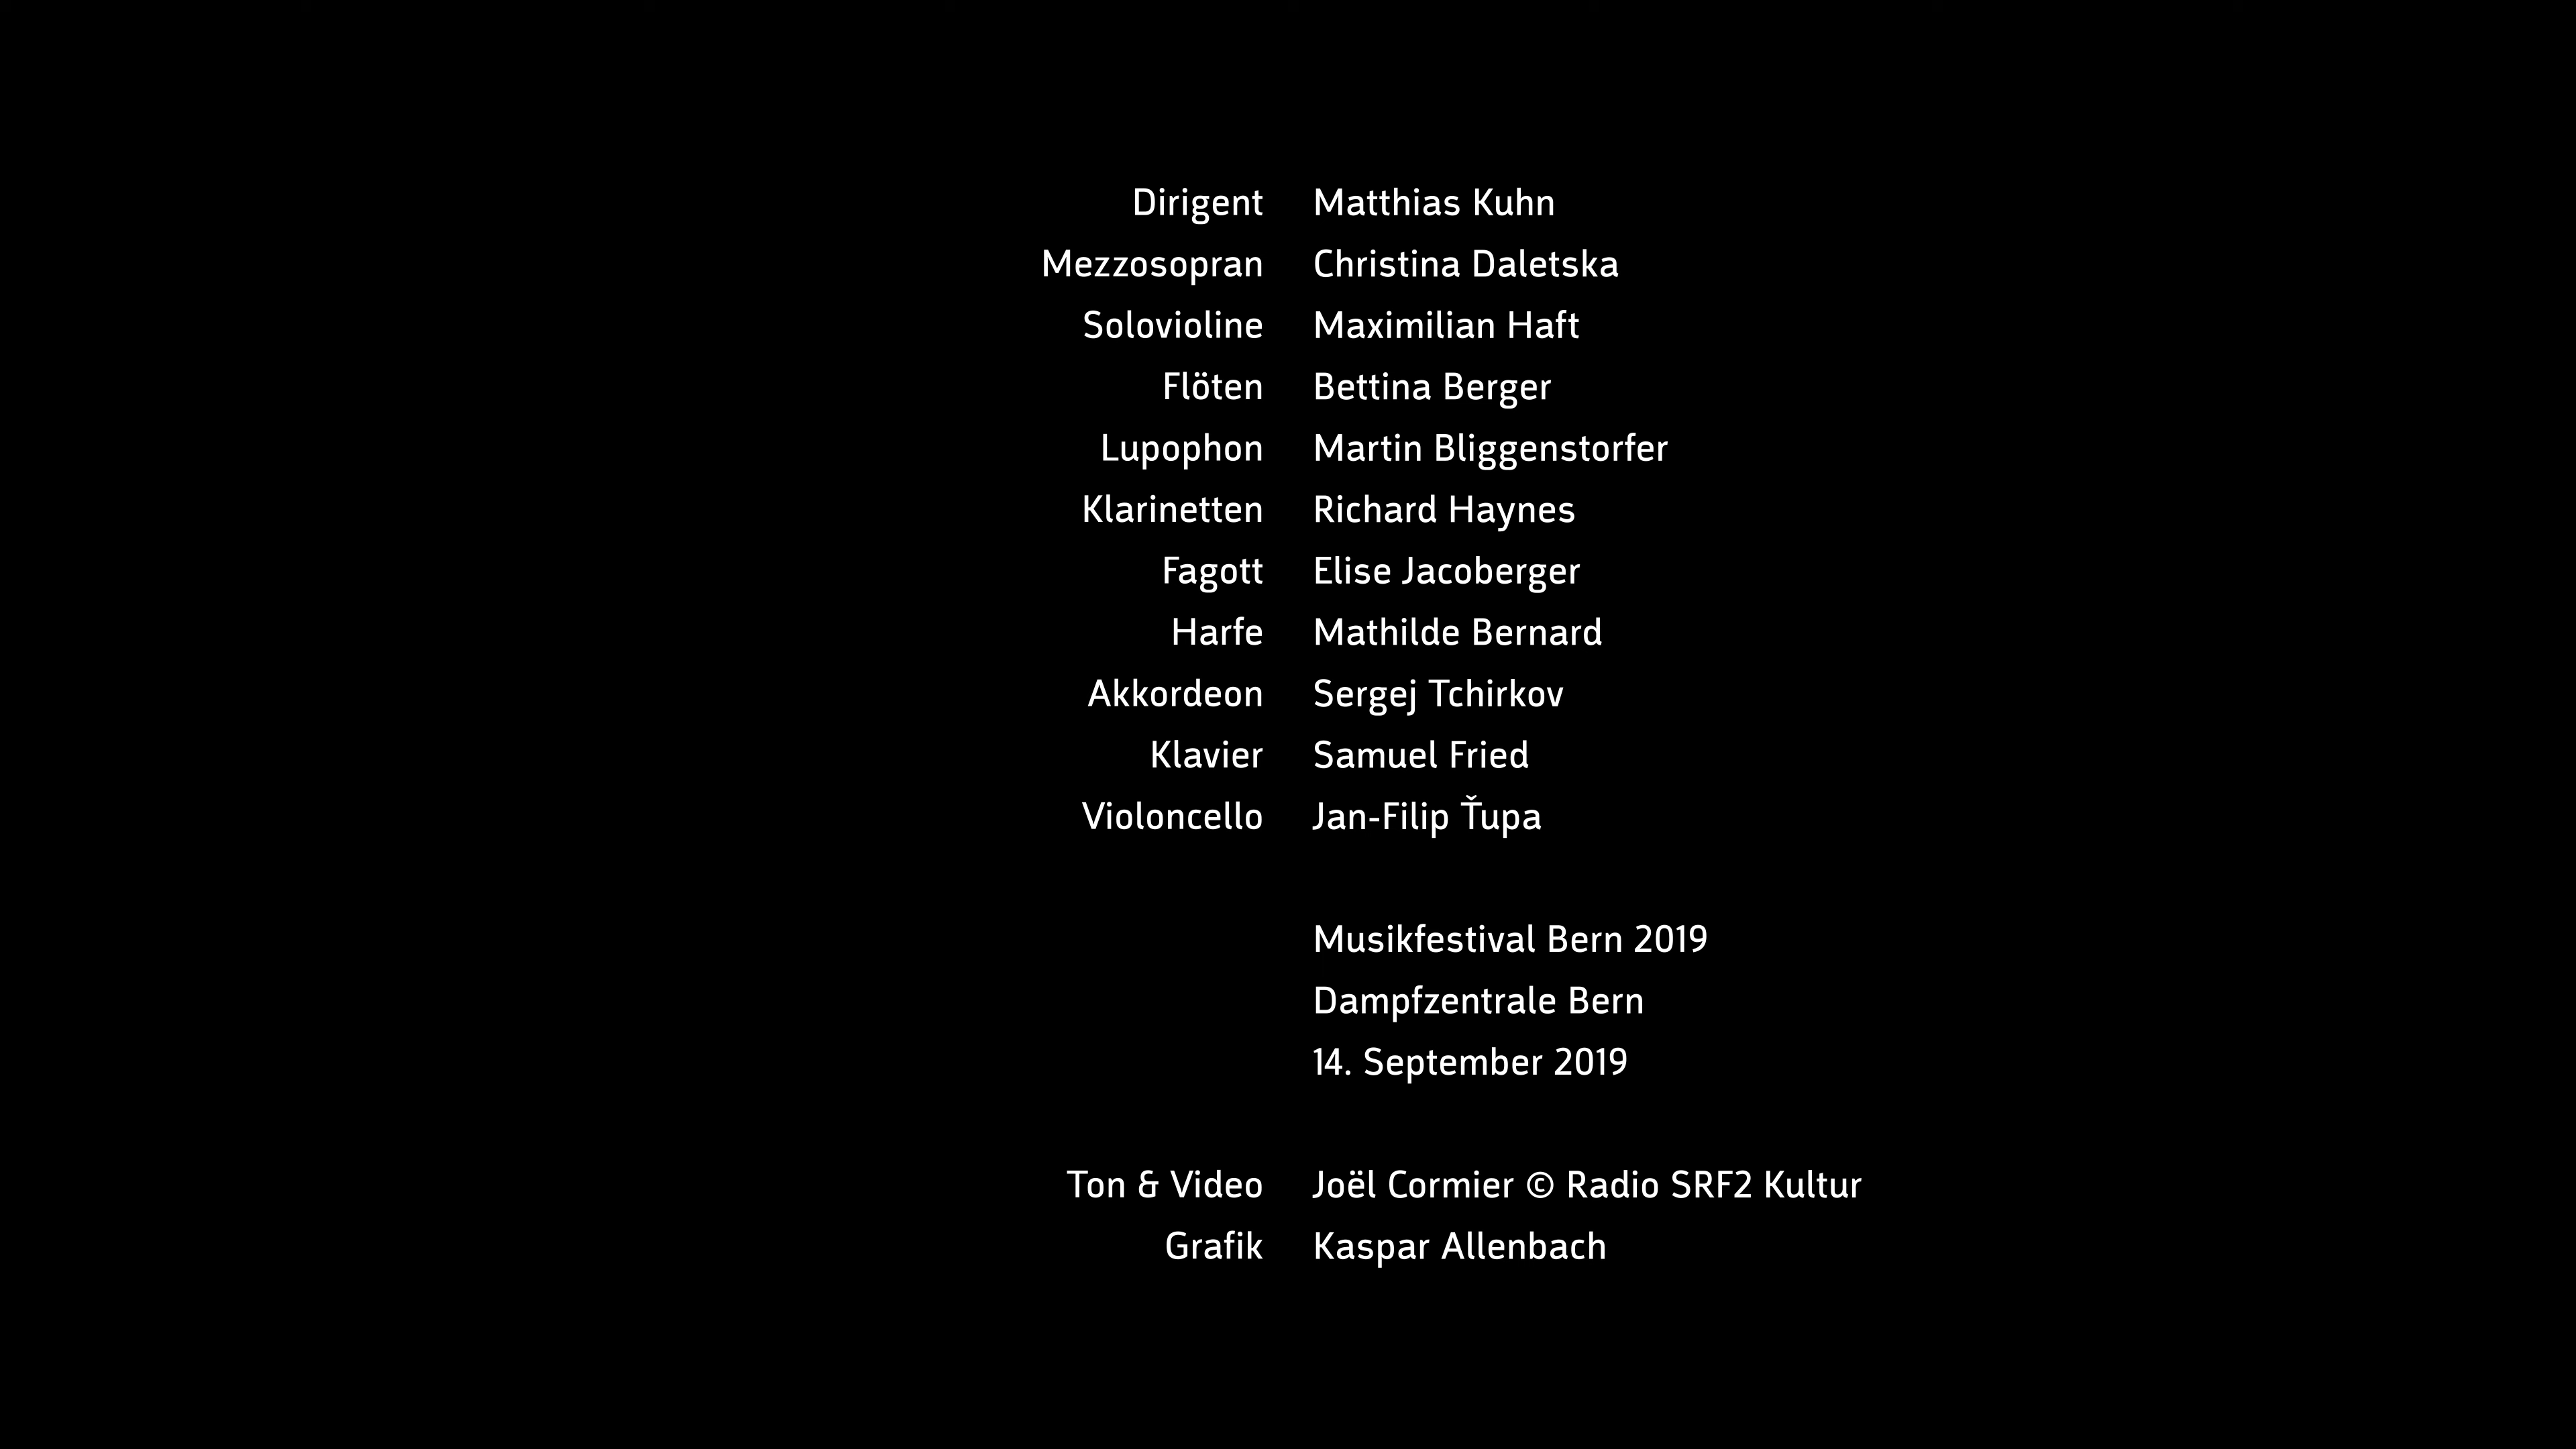 Dirigent Matthias Kuhn
Mezzosopran Christina Daletska
Solovioline Maximilian Haft
Flöten Bettina Berger
Lupophon Martin Bliggenstorfer
Klarinetten Richard Haynes
Fagott Elise Jacoberger
Harfe Mathilde Bernard
Akkordeon Sergej Tchirkov
Klavier Samuel Fried
Violoncello Jan-Filip Ťupa
Musikfestival Bern 2019
Dampfzentrale Bern
14. September 2019
Ton & Video Joël Cormier © Radio SRF2 Kultur
Grafik Kaspar Allenbach